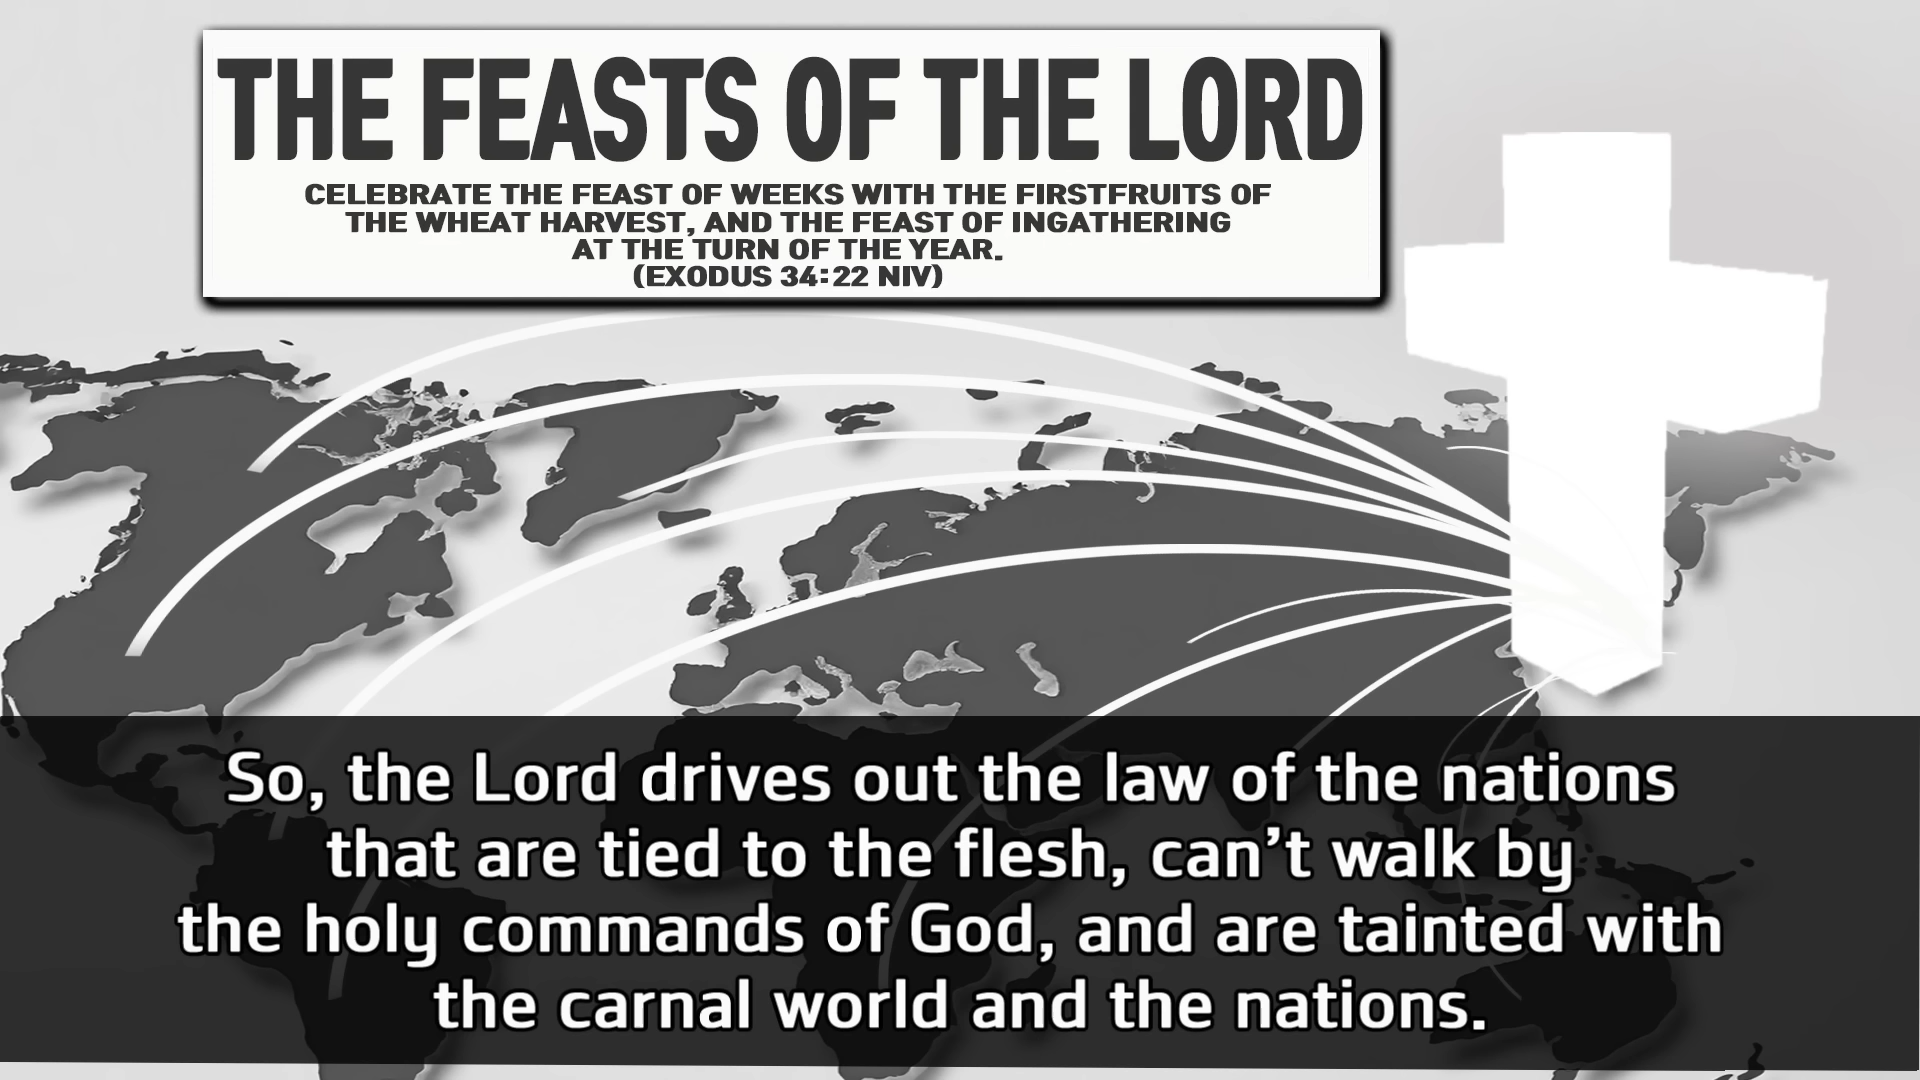 THE FEASTS OF THE LORD
CELEBRATE THE FEAST OF WEEKS WITH THE FIRSTFRUITS OF
THE WHEAT HARVEST, AND THE FEAST OF INGATHERING
AT THE TURN OF THE YEAR.
(EXODUS 34:22 NIV)
So, the Lord drives out the law of the nations
that are tied to the flesh, can't walk by
the holy commands of God, and are tainted with
the carnal world and the nations.